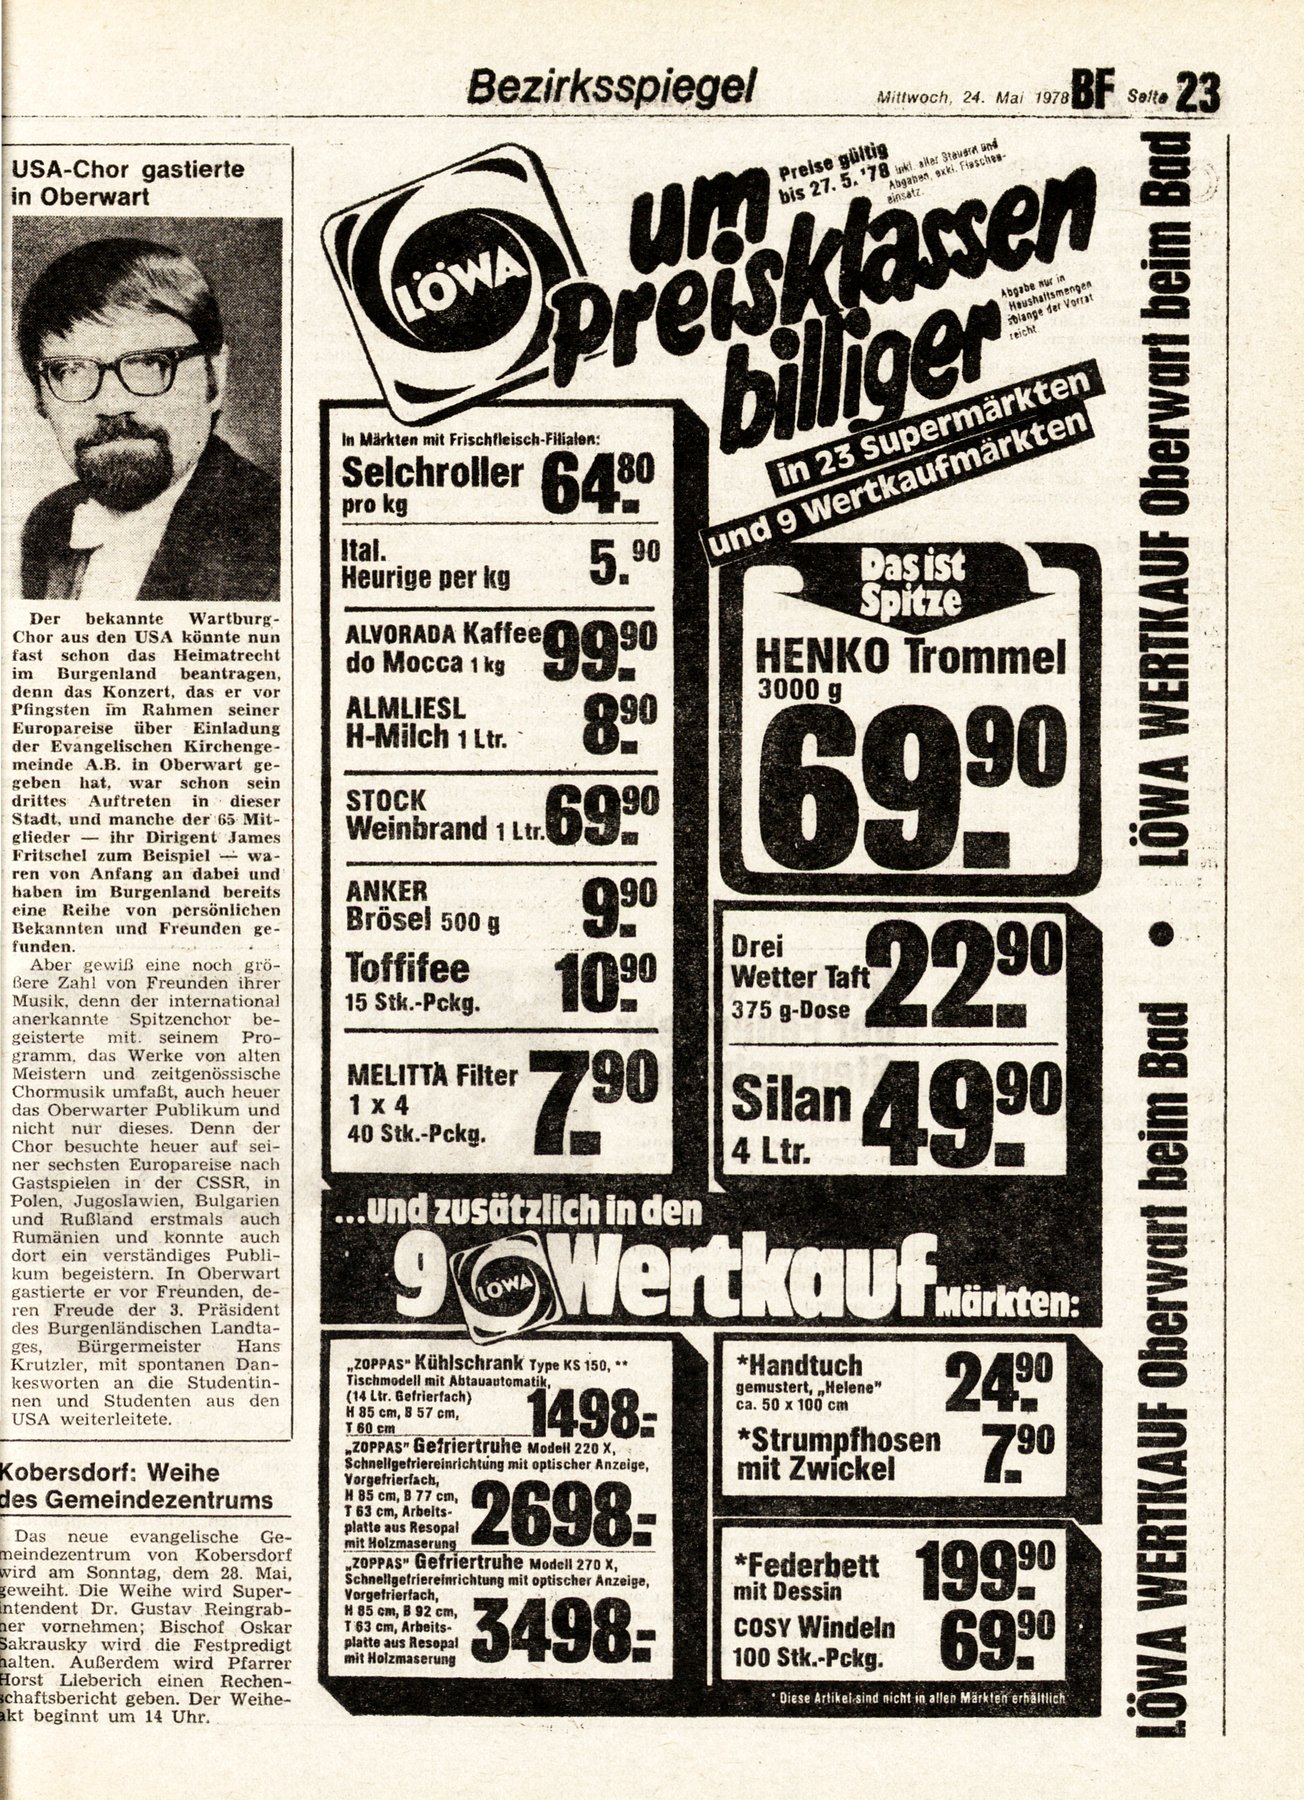 Bezirksspiegel
Mittwoch, 24. Mai 1978 BF Seite 23
USA-Chor gastierte
in Oberwart
Der bekannte Wartburg-
Chor aus den USA könnte nun
fast schon das Heimatrecht
im Burgenland beantragen,
denn das Konzert, das er vor
Pfingsten im Rahmen seiner
Europareise über Einladung
der Evangelischen Kirchenge-
meinde A.B. in Oberwart ge-
geben hat, war schon sein
drittes Auftreten in dieser
Stadt, und manche der 65 Mit-
glieder — ihr Dirigent James
Fritschel zum Beispiel — wa-
ren von Anfang an dabei und
haben im Burgenland bereits
eine Reihe von persönlichen
Bekannten und Freunden ge-
funden.
Aber gewiß eine noch grö-
ßere Zahl von Freunden ihrer
Musik, denn der international
anerkannte Spitzenchor be-
geisterte mit seinem Pro-
gramm, das Werke von alten
Meistern und zeitgenössische
Chormusik umfaßt, auch heuer
das Oberwarter Publikum und
nicht nur dieses. Denn der
Chor besuchte heuer auf sei-
ner sechsten Europareise nach
Gastspielen in der CSSR, in
Polen, Jugoslawien, Bulgarien
und Rußland erstmals auch
Rumänien und konnte auch
dort ein verständiges Publi-
kum begeistern. In Oberwart
gastierte er vor Freunden, de-
ren Freude der 3. Präsident
des Burgenländischen Landta-
ges, Bürgermeister Hans
Krutzler, mit spontanen Dan-
kesworten an die Studentin-
nen und Studenten aus den
USA weiterleitete.
Kobersdorf: Weihe
des Gemeindezentrums
Das neue evangelische Ge-
meindezentrum von Kobersdorf
wird am Sonntag, dem 28. Mai,
geweiht. Die Weihe wird Super-
intendent Dr. Gustav Reingrab-
ner vornehmen; Bischof Oskar
Sakrausky wird die Festpredigt
halten. Außerdem wird Pfarrer
Horst Lieberich einen Rechen-
schaftsbericht geben. Der Weihe-
akt beginnt um 14 Uhr.
LÖWA
um
preisklassen
billiger
Preise gültig
bis 27. 5. '78
inkl. aller Steuern und
Abgaben, exkl. Flaschen-
einsatz.
Abgabe nur in
Haushaltsmengen
solange der Vorrat
reicht.
in 23 Supermärkten
und 9 Wertkaufmärkten
In Märkten mit Frischfleisch-Filialen:
Selchroller 64.80
pro kg
Ital. 5.90
Heurige per kg
ALVORADA Kaffee 99.90
do Mocca 1 kg
ALMLIESL 8.90
H-Milch 1 Ltr.
STOCK 69.90
Weinbrand 1 Ltr.
ANKER 9.90
Brösel 500 g
Toffifee 10.90
15 Stk.-Pckg.
MELITTA Filter 7.90
1 x 4
40 Stk.-Pckg.
Das ist
Spitze
HENKO Trommel
3000 g
69.90
Drei
Wetter Taft 22.90
375 g-Dose
Silan 49.90
4 Ltr.
...und zusätzlich in den
9 LÖWA Wertkauf Märkten:
„ZOPPAS" Kühlschrank Type KS 150, **
Tischmodell mit Abtauautomatik,
(14 Ltr. Gefrierfach)
H 85 cm, B 57 cm,
T 60 cm
1498.-
„ZOPPAS" Gefriertruhe Modell 220 X,
Schnellgefriereinrichtung mit optischer Anzeige,
Vorgefrierfach,
H 85 cm, B 77 cm,
T 63 cm, Arbeits-
platte aus Resopal
mit Holzmaserung
2698.-
„ZOPPAS" Gefriertruhe Modell 270 X,
Schnellgefriereinrichtung mit optischer Anzeige,
Vorgefrierfach,
H 85 cm, B 92 cm,
T 63 cm, Arbeits-
platte aus Resopal
mit Holzmaserung
3498.-
*Handtuch 24.90
gemustert, „Helene"
ca. 50 x 100 cm
*Strumpfhosen 7.90
mit Zwickel
*Federbett 199.90
mit Dessin
COSY Windeln 69.90
100 Stk.-Pckg.
* Diese Artikel sind nicht in allen Märkten erhältlich
LÖWA WERTKAUF Oberwart beim Bad • LÖWA WERTKAUF Oberwart beim Bad